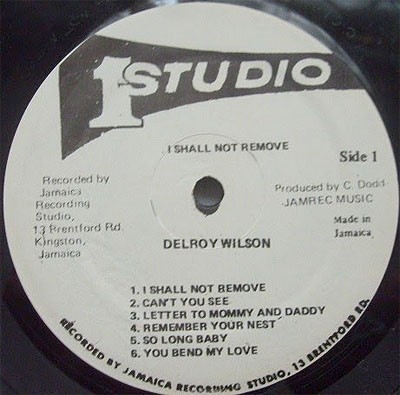 1 STUDIO
I SHALL NOT REMOVE
Side 1
Recorded by
Jamaica
Recording
Studio,
13 Brentford Rd.
Kingston,
Jamaica
Produced by C. Dodd
JAMREC MUSIC
Made in
Jamaica
DELROY WILSON
1. I SHALL NOT REMOVE
2. CAN'T YOU SEE
3. LETTER TO MOMMY AND DADDY
4. REMEMBER YOUR NEST
5. SO LONG BABY
6. YOU BEND MY LOVE
RECORDED BY JAMAICA RECORDING STUDIO, 13 BRENTFORD RD.